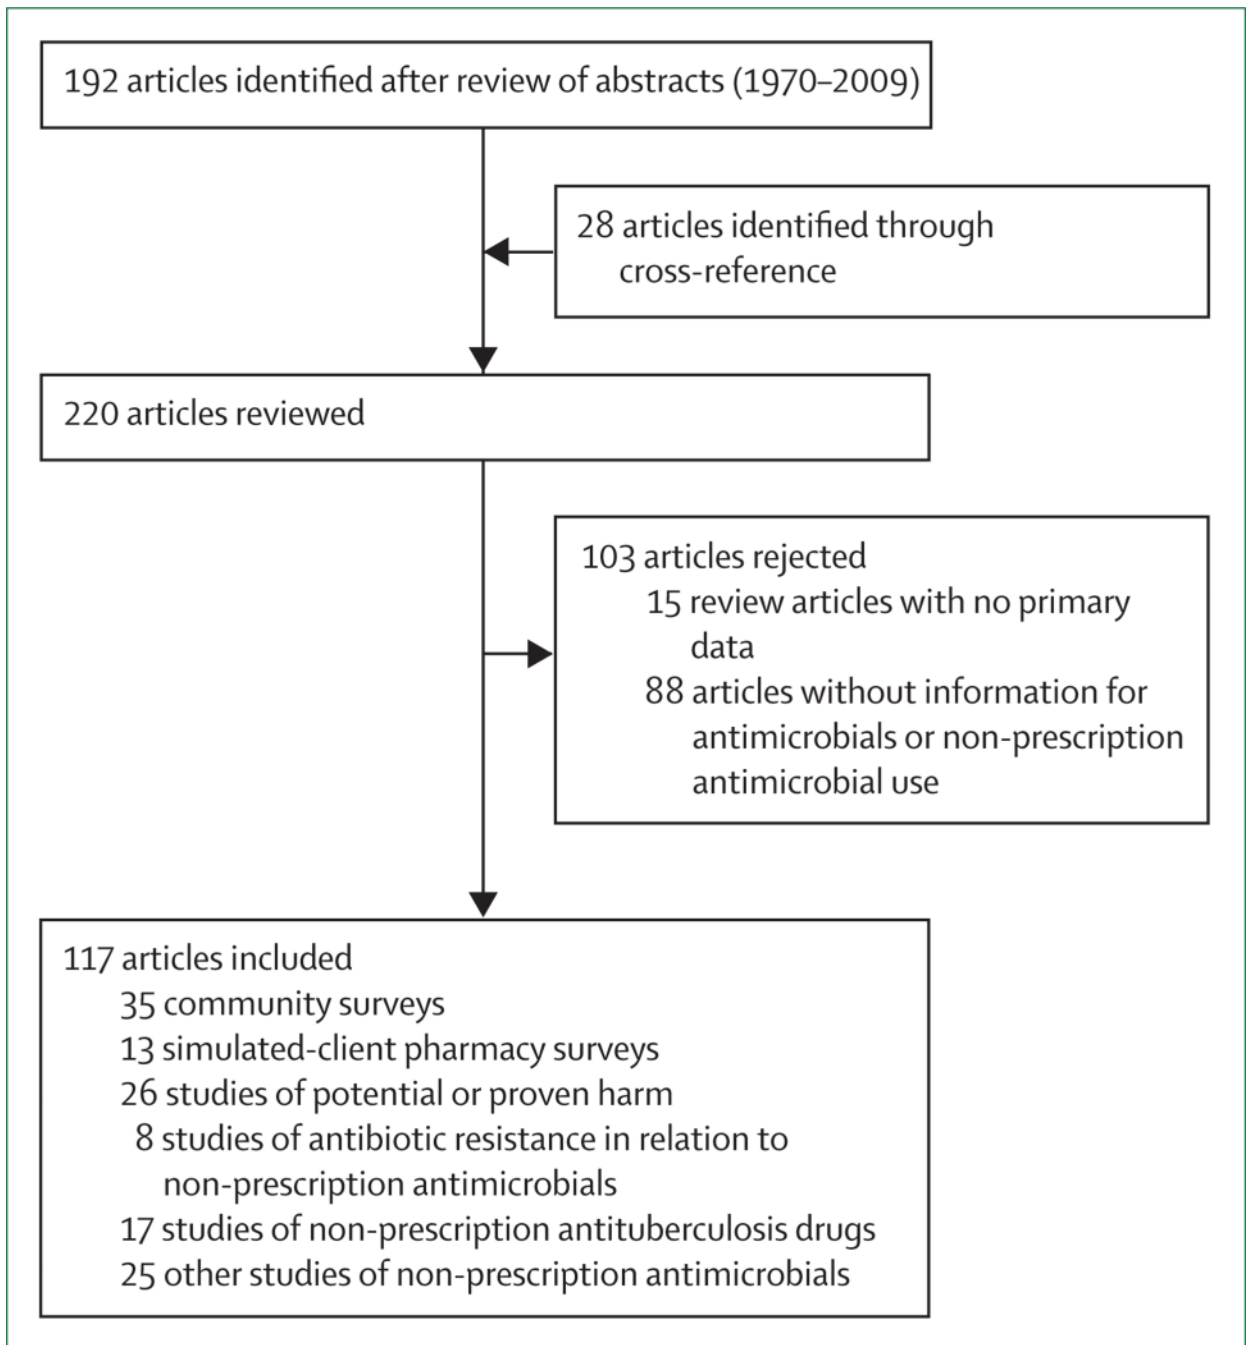 192 articles identified after review of abstracts (1970–2009)
28 articles identified through
cross-reference
220 articles reviewed
103 articles rejected
15 review articles with no primary
data
88 articles without information for
antimicrobials or non-prescription
antimicrobial use
117 articles included
35 community surveys
13 simulated-client pharmacy surveys
26 studies of potential or proven harm
8 studies of antibiotic resistance in relation to
non-prescription antimicrobials
17 studies of non-prescription antituberculosis drugs
25 other studies of non-prescription antimicrobials